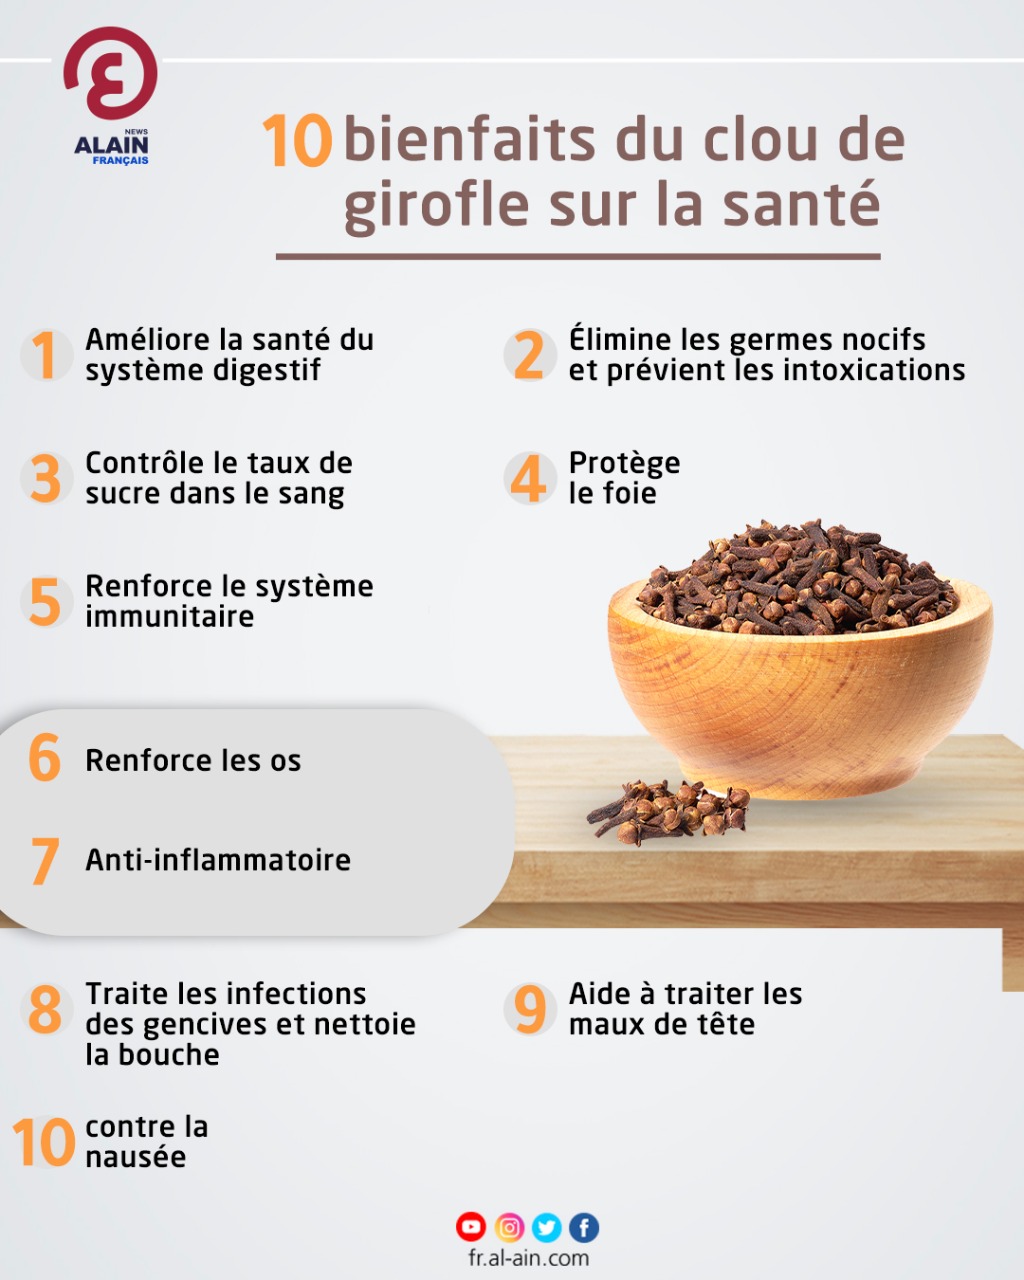 ع
NEWS
ALAIN
FRANÇAIS
10 bienfaits du clou de
girofle sur la santé
1
Améliore la santé du
système digestif
2
Élimine les germes nocifs
et prévient les intoxications
3
Contrôle le taux de
sucre dans le sang
4
Protège
le foie
5
Renforce le système
immunitaire
6
Renforce les os
7
Anti-inflammatoire
8
Traite les infections
des gencives et nettoie
la bouche
9
Aide à traiter les
maux de tête
10
contre la
nausée
fr.al-ain.com